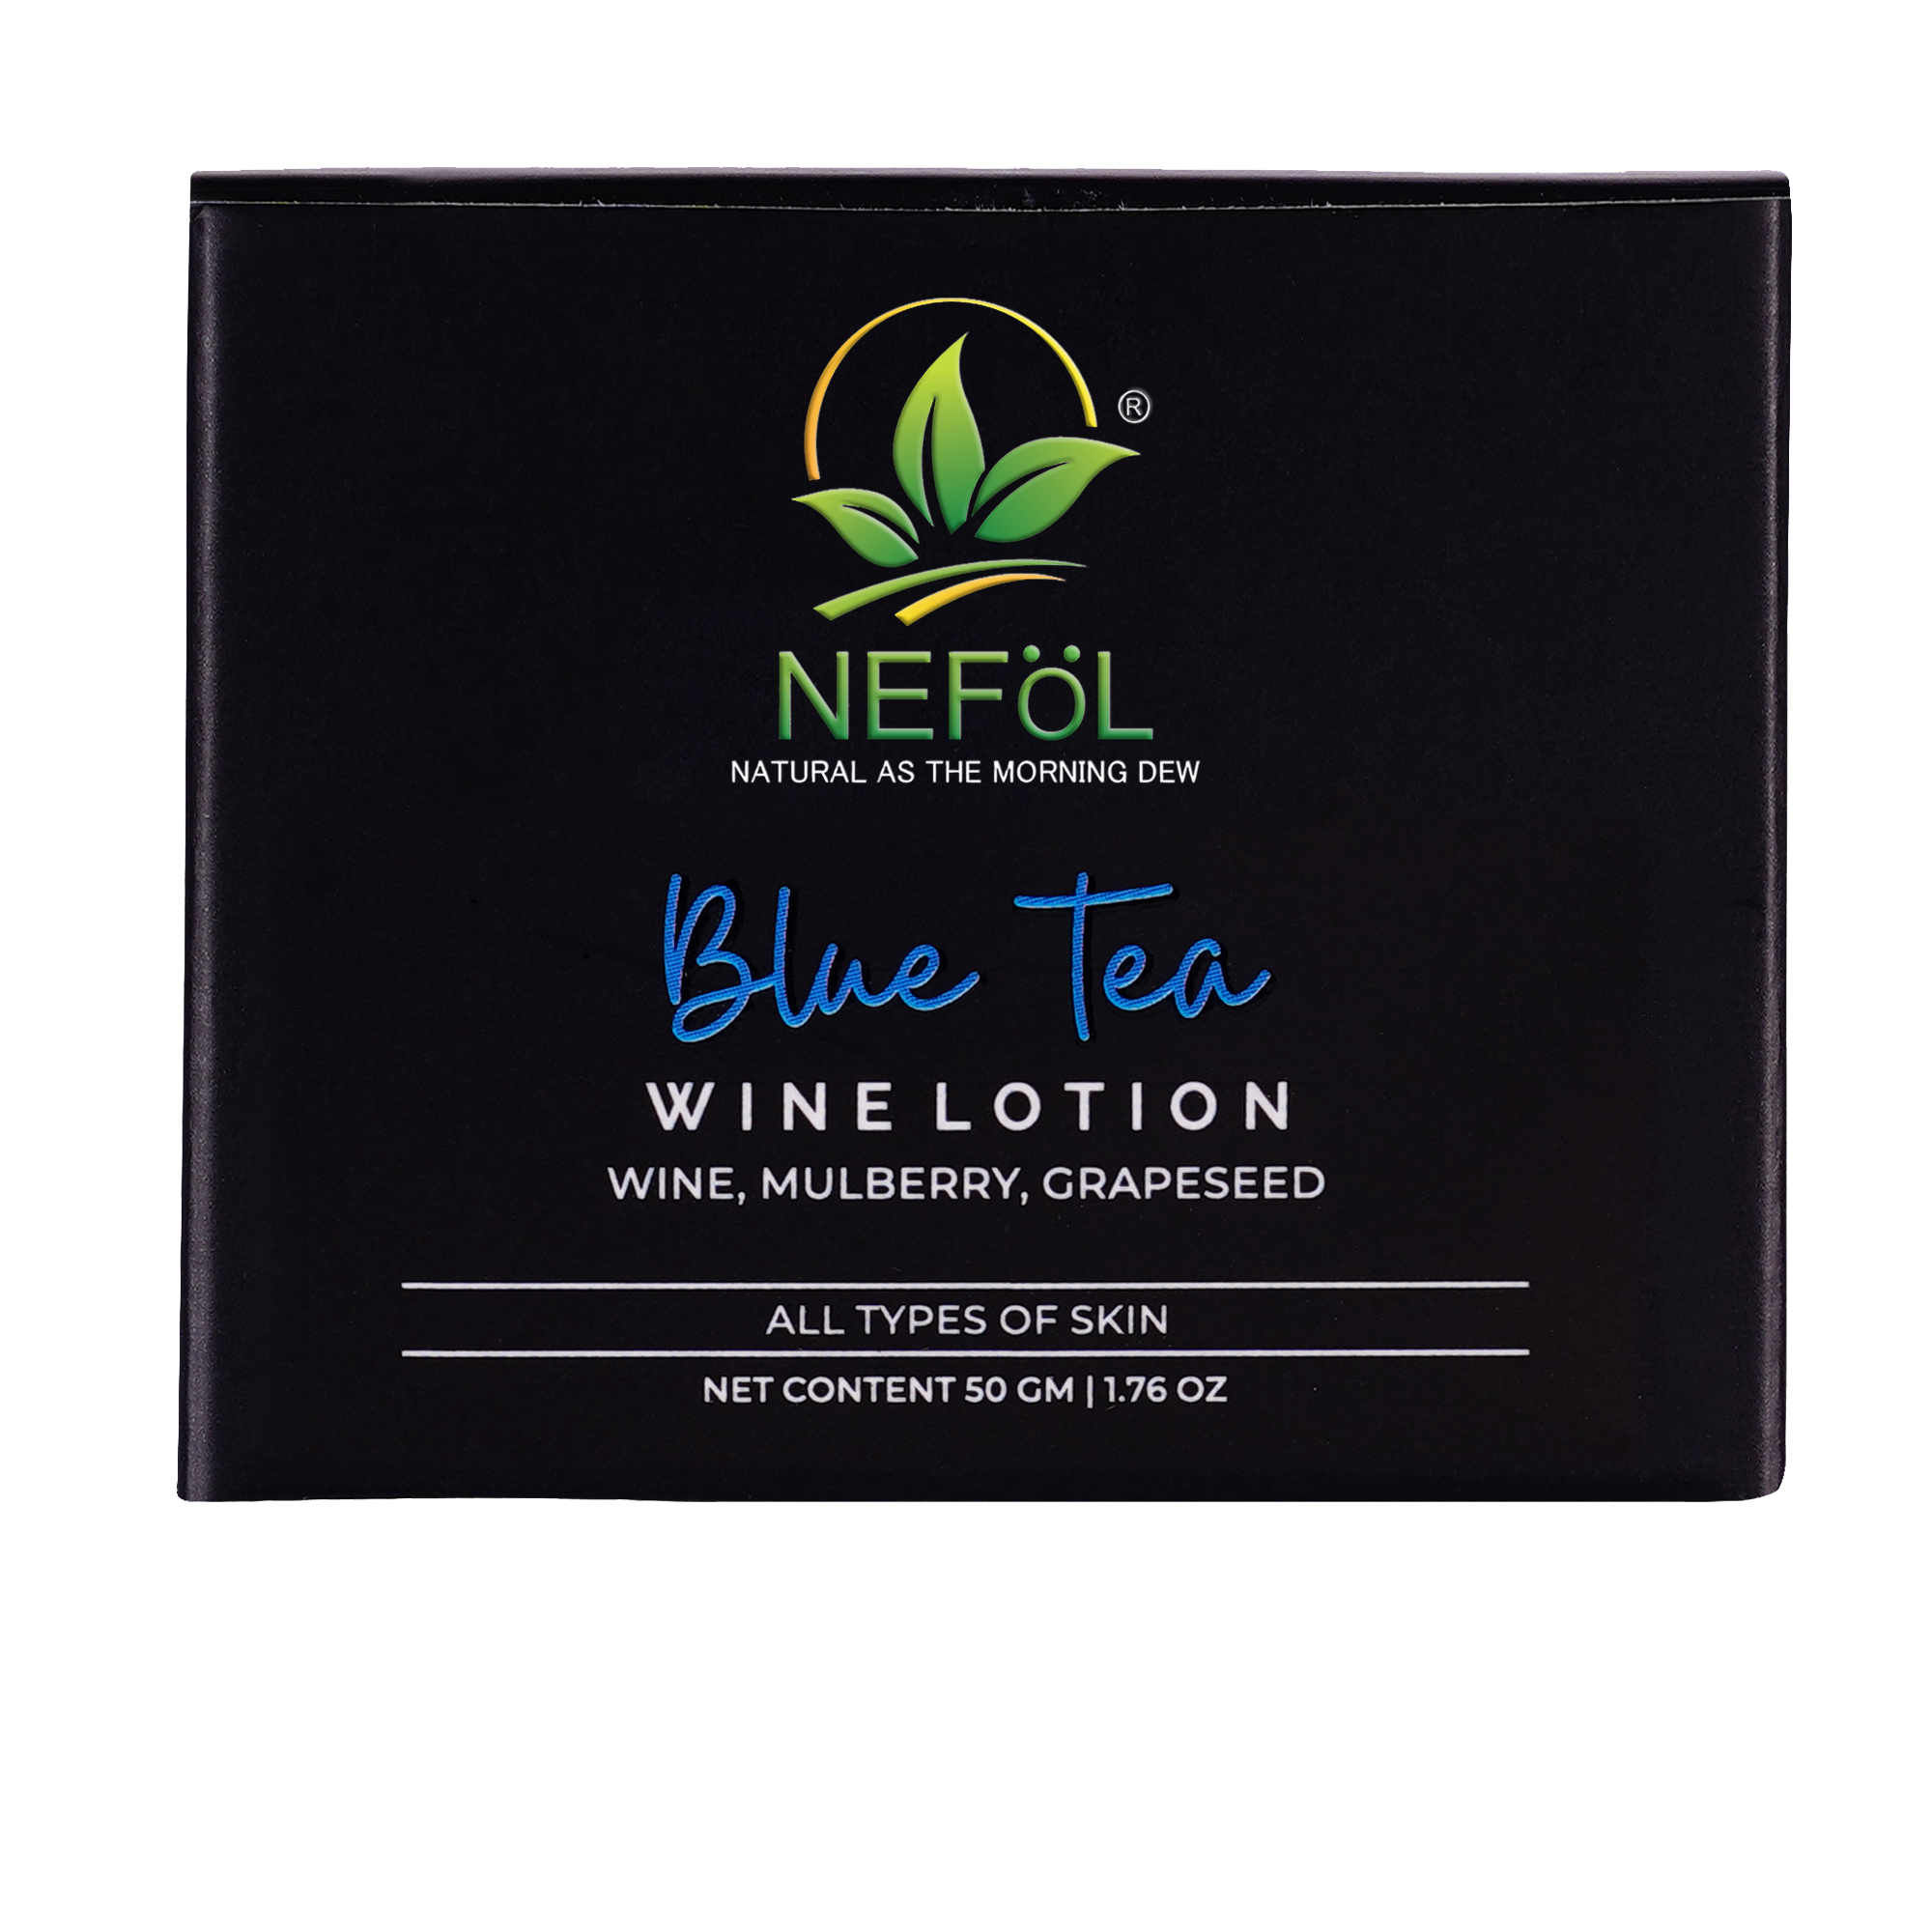 ®
NEFöL
NATURAL AS THE MORNING DEW
Blue Tea
WINE LOTION
WINE, MULBERRY, GRAPESEED
ALL TYPES OF SKIN
NET CONTENT 50 GM | 1.76 OZ